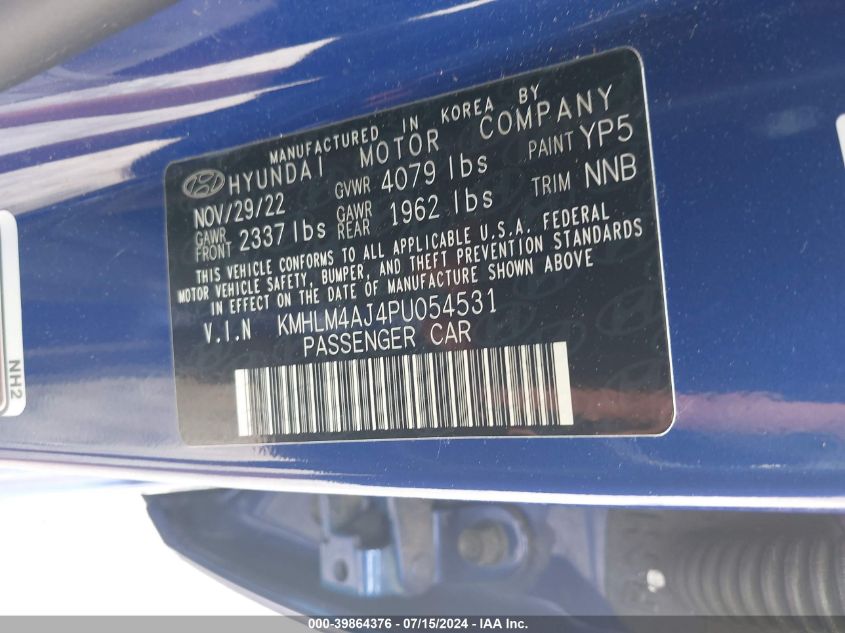 MANUFACTURED IN KOREA BY
HYUNDAI MOTOR COMPANY
NOV/29/22 GVWR 4079 lbs PAINT YP5
GAWR FRONT 2337 lbs GAWR REAR 1962 lbs TRIM NNB
THIS VEHICLE CONFORMS TO ALL APPLICABLE U.S.A. FEDERAL
MOTOR VEHICLE SAFETY, BUMPER, AND THEFT PREVENTION STANDARDS
IN EFFECT ON THE DATE OF MANUFACTURE SHOWN ABOVE
V.I.N KMHLM4AJ4PU054531
PASSENGER CAR
NH2
000-39864376 - 07/15/2024 - IAA Inc.